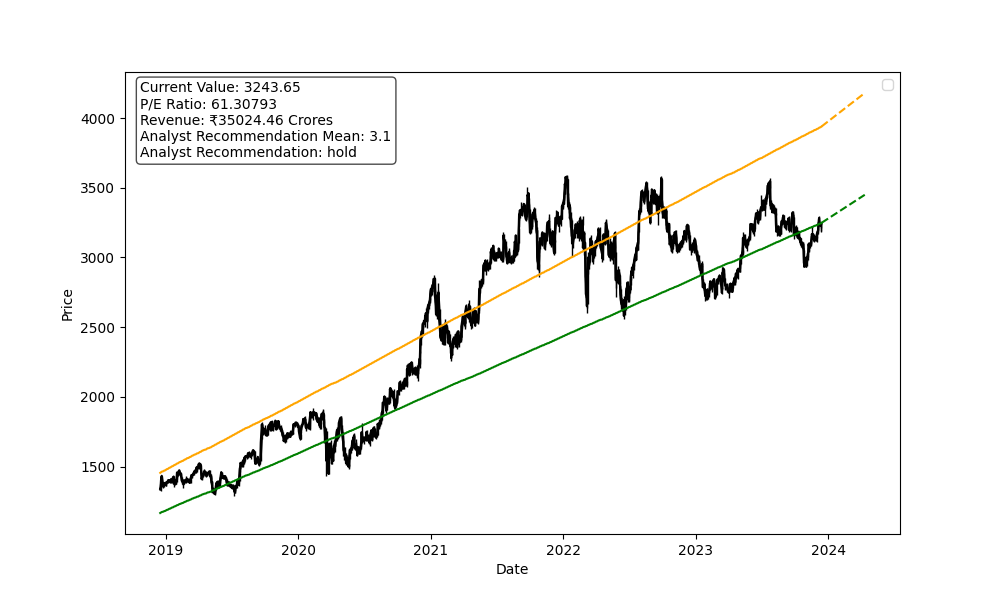 Current Value: 3243.65
P/E Ratio: 61.30793
Revenue: ₹35024.46 Crores
Analyst Recommendation Mean: 3.1
Analyst Recommendation: hold
4000
3500
3000
2500
2000
1500
Price
2019 2020 2021 2022 2023 2024
Date